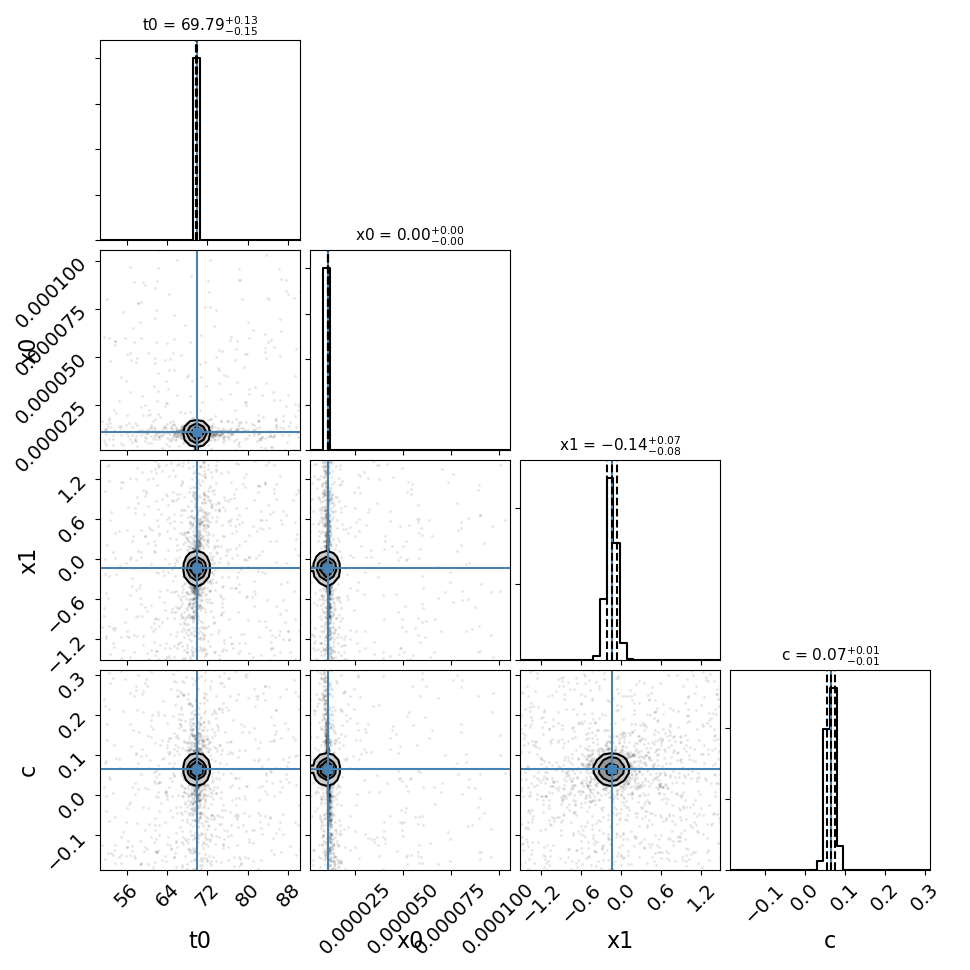 t0 = 69.79+0.13−0.15
x0 = 0.00+0.00−0.00
x1 = −0.14+0.07−0.08
c = 0.07+0.01−0.01
x0
0.000100
0.000075
0.000050
0.000025
x1
1.2
0.6
0.0
−0.6
−1.2
c
0.3
0.2
0.1
0.0
−0.1
56 64 72 80 88
0.000025 0.000050 0.000075 0.000100
−1.2 −0.6 0.0 0.6 1.2
−0.1 0.0 0.1 0.2 0.3
t0 x0 x1 c